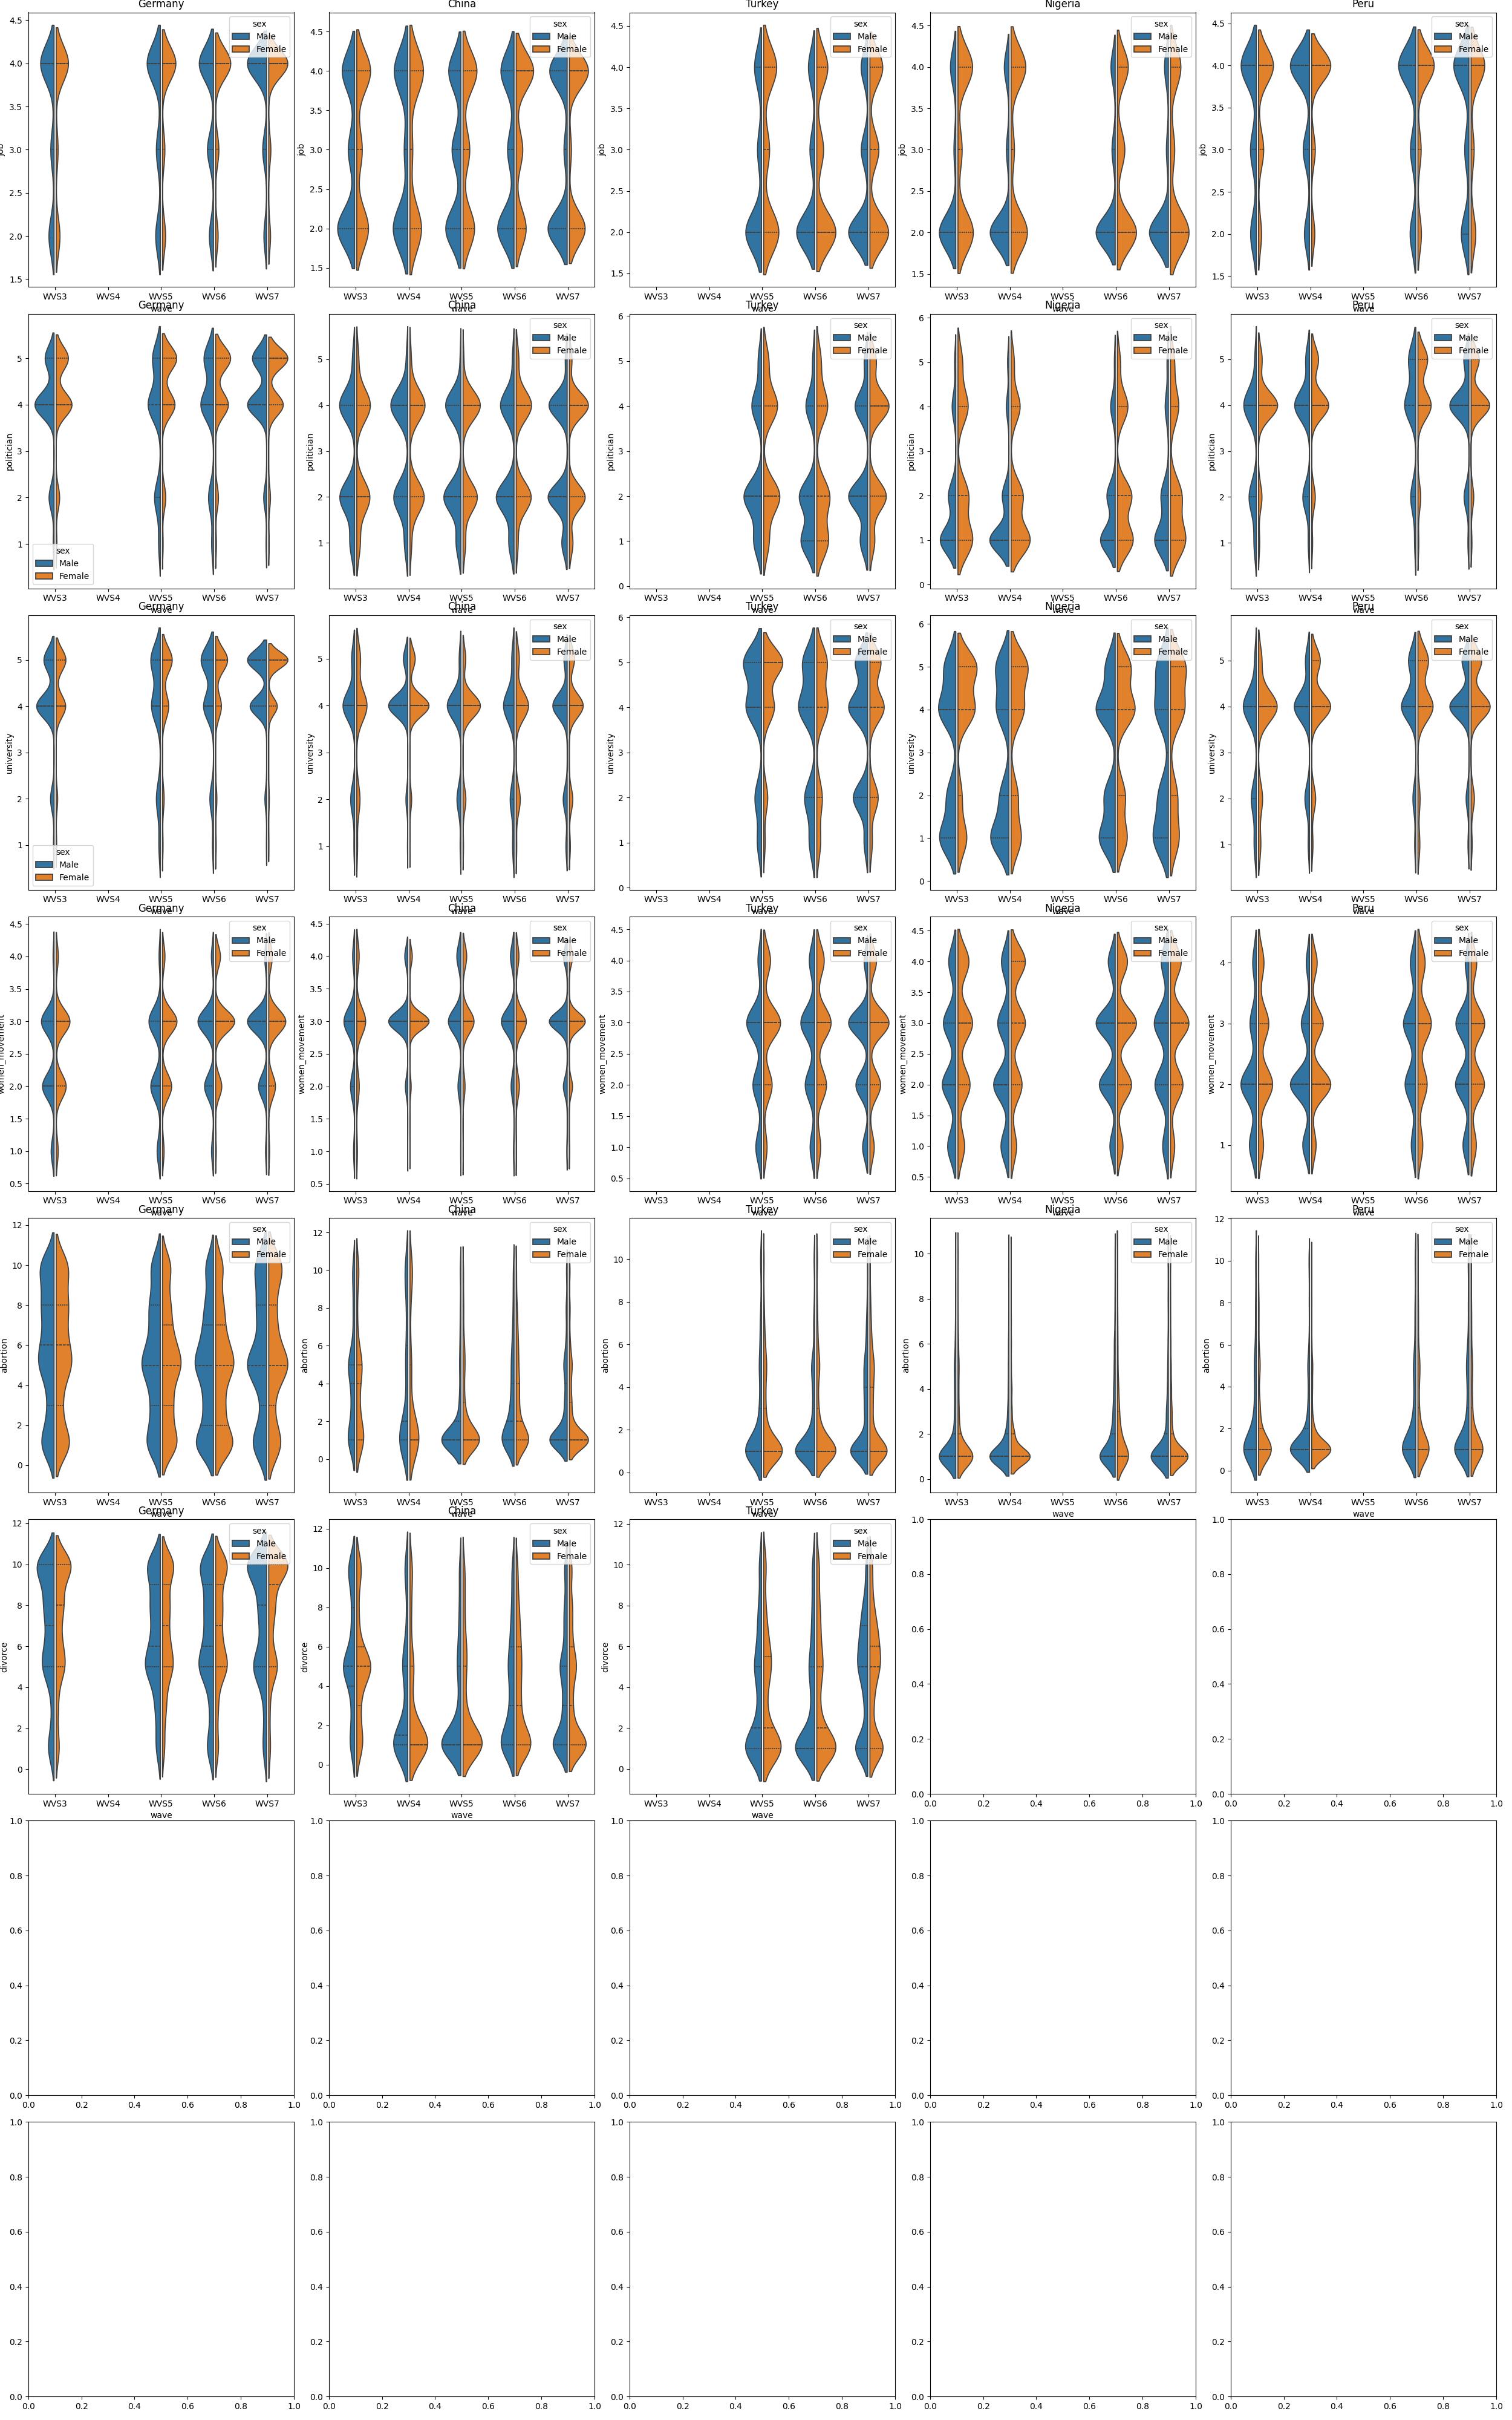 Germany China Turkey Nigeria Peru
4.5 4.0 3.5 3.0 2.5 2.0 1.5 job WVS3 WVS4 WVS5 WVS6 WVS7 wave sex Male Female
4.5 4.0 3.5 3.0 2.5 2.0 1.5 job WVS3 WVS4 WVS5 WVS6 WVS7 wave sex Male Female
4.5 4.0 3.5 3.0 2.5 2.0 1.5 job WVS3 WVS4 WVS5 WVS6 WVS7 wave sex Male Female
4.5 4.0 3.5 3.0 2.5 2.0 1.5 job WVS3 WVS4 WVS5 WVS6 WVS7 wave sex Male Female
4.5 4.0 3.5 3.0 2.5 2.0 1.5 job WVS3 WVS4 WVS5 WVS6 WVS7 wave sex Male Female
Germany China Turkey Nigeria Peru
5 4 3 2 1 politician WVS3 WVS4 WVS5 WVS6 WVS7 wave sex Male Female
5 4 3 2 1 politician WVS3 WVS4 WVS5 WVS6 WVS7 wave sex Male Female
6 5 4 3 2 1 0 politician WVS3 WVS4 WVS5 WVS6 WVS7 wave sex Male Female
6 5 4 3 2 1 0 politician WVS3 WVS4 WVS5 WVS6 WVS7 wave sex Male Female
5 4 3 2 1 politician WVS3 WVS4 WVS5 WVS6 WVS7 wave sex Male Female
Germany China Turkey Nigeria Peru
5 4 3 2 1 university WVS3 WVS4 WVS5 WVS6 WVS7 wave sex Male Female
5 4 3 2 1 university WVS3 WVS4 WVS5 WVS6 WVS7 wave sex Male Female
6 5 4 3 2 1 0 university WVS3 WVS4 WVS5 WVS6 WVS7 wave sex Male Female
6 5 4 3 2 1 0 university WVS3 WVS4 WVS5 WVS6 WVS7 wave sex Male Female
5 4 3 2 1 university WVS3 WVS4 WVS5 WVS6 WVS7 wave sex Male Female
Germany China Turkey Nigeria Peru
4.5 4.0 3.5 3.0 2.5 2.0 1.5 1.0 0.5 women_movement WVS3 WVS4 WVS5 WVS6 WVS7 wave sex Male Female
4.5 4.0 3.5 3.0 2.5 2.0 1.5 1.0 0.5 women_movement WVS3 WVS4 WVS5 WVS6 WVS7 wave sex Male Female
4.5 4.0 3.5 3.0 2.5 2.0 1.5 1.0 0.5 women_movement WVS3 WVS4 WVS5 WVS6 WVS7 wave sex Male Female
4.5 4.0 3.5 3.0 2.5 2.0 1.5 1.0 0.5 women_movement WVS3 WVS4 WVS5 WVS6 WVS7 wave sex Male Female
4 3 2 1 women_movement WVS3 WVS4 WVS5 WVS6 WVS7 wave sex Male Female
Germany China Turkey Nigeria Peru
12 10 8 6 4 2 0 abortion WVS3 WVS4 WVS5 WVS6 WVS7 wave sex Male Female
12 10 8 6 4 2 0 abortion WVS3 WVS4 WVS5 WVS6 WVS7 wave sex Male Female
10 8 6 4 2 0 abortion WVS3 WVS4 WVS5 WVS6 WVS7 wave sex Male Female
10 8 6 4 2 0 abortion WVS3 WVS4 WVS5 WVS6 WVS7 wave sex Male Female
12 10 8 6 4 2 0 abortion WVS3 WVS4 WVS5 WVS6 WVS7 wave sex Male Female
Germany China Turkey
12 10 8 6 4 2 0 divorce WVS3 WVS4 WVS5 WVS6 WVS7 wave sex Male Female
12 10 8 6 4 2 0 divorce WVS3 WVS4 WVS5 WVS6 WVS7 wave sex Male Female
12 10 8 6 4 2 0 divorce WVS3 WVS4 WVS5 WVS6 WVS7 sex Male Female
1.0 0.8 0.6 0.4 0.2 0.0 0.0 0.2 0.4 0.6 0.8 1.0
1.0 0.8 0.6 0.4 0.2 0.0 0.0 0.2 0.4 0.6 0.8 1.0
1.0 0.8 0.6 0.4 0.2 0.0 0.0 0.2 0.4 0.6 0.8 1.0
1.0 0.8 0.6 0.4 0.2 0.0 0.0 0.2 0.4 0.6 0.8 1.0
1.0 0.8 0.6 0.4 0.2 0.0 0.0 0.2 0.4 0.6 0.8 1.0
1.0 0.8 0.6 0.4 0.2 0.0 0.0 0.2 0.4 0.6 0.8 1.0
1.0 0.8 0.6 0.4 0.2 0.0 0.0 0.2 0.4 0.6 0.8 1.0
1.0 0.8 0.6 0.4 0.2 0.0 0.0 0.2 0.4 0.6 0.8 1.0
1.0 0.8 0.6 0.4 0.2 0.0 0.0 0.2 0.4 0.6 0.8 1.0
1.0 0.8 0.6 0.4 0.2 0.0 0.0 0.2 0.4 0.6 0.8 1.0
1.0 0.8 0.6 0.4 0.2 0.0 0.0 0.2 0.4 0.6 0.8 1.0
1.0 0.8 0.6 0.4 0.2 0.0 0.0 0.2 0.4 0.6 0.8 1.0